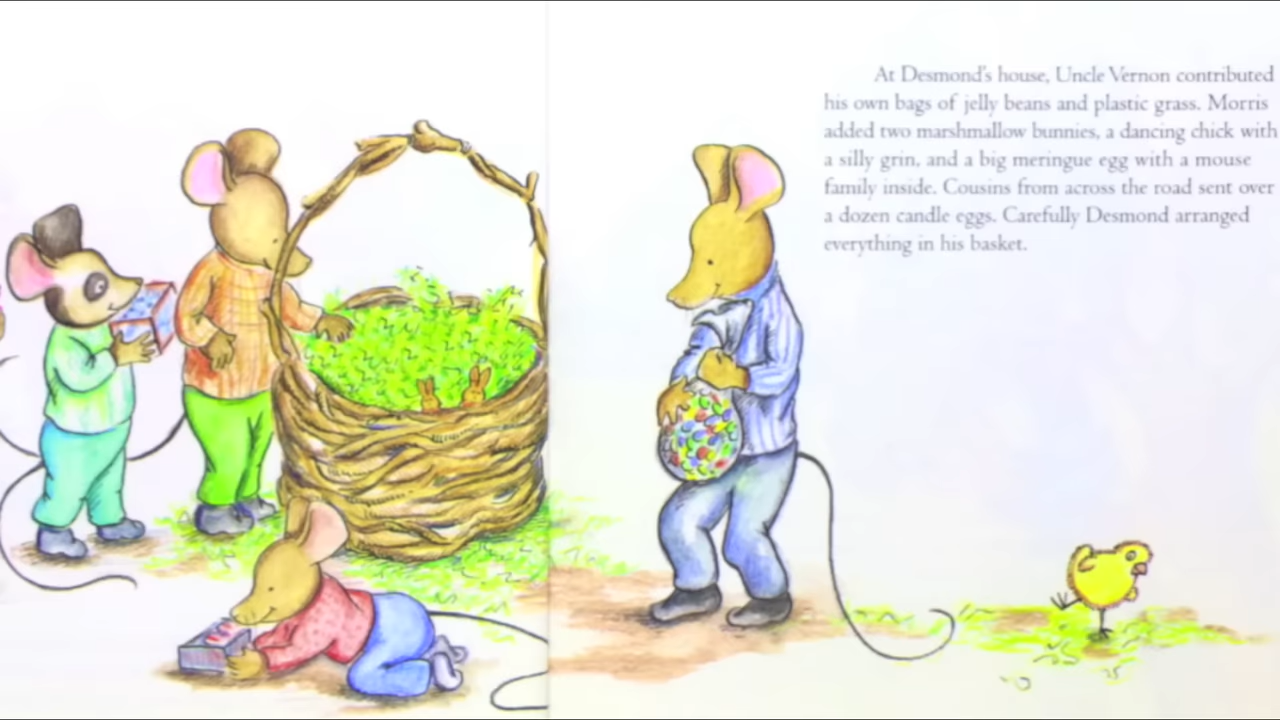 At Desmond's house, Uncle Vernon contributed
his own bags of jelly beans and plastic grass. Morris
added two marshmallow bunnies, a dancing chick with
a silly grin, and a big meringue egg with a mouse
family inside. Cousins from across the road sent over
a dozen candle eggs. Carefully Desmond arranged
everything in his basket.